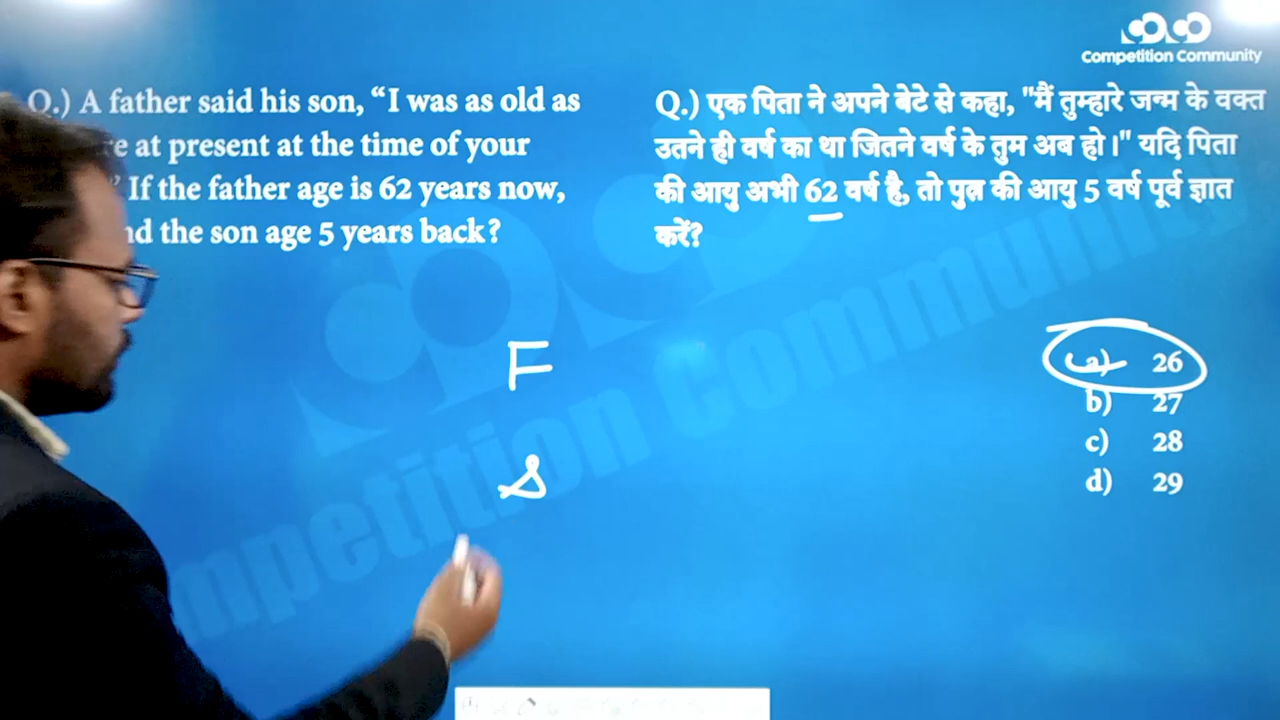 Competition Community
Q.) A father said his son, “I was as old as
at present at the time of your
If the father age is 62 years now,
the son age 5 years back?
Q.) एक पिता ने अपने बेटे से कहा, "मैं तुम्हारे जन्म के वक्त
उतने ही वर्ष का था जितने वर्ष के तुम अब हो।" यदि पिता
की आयु अभी 62 वर्ष है, तो पुत्र की आयु 5 वर्ष पूर्व ज्ञात
करें?
F
S
a) 26
b) 27
c) 28
d) 29
Competition Community